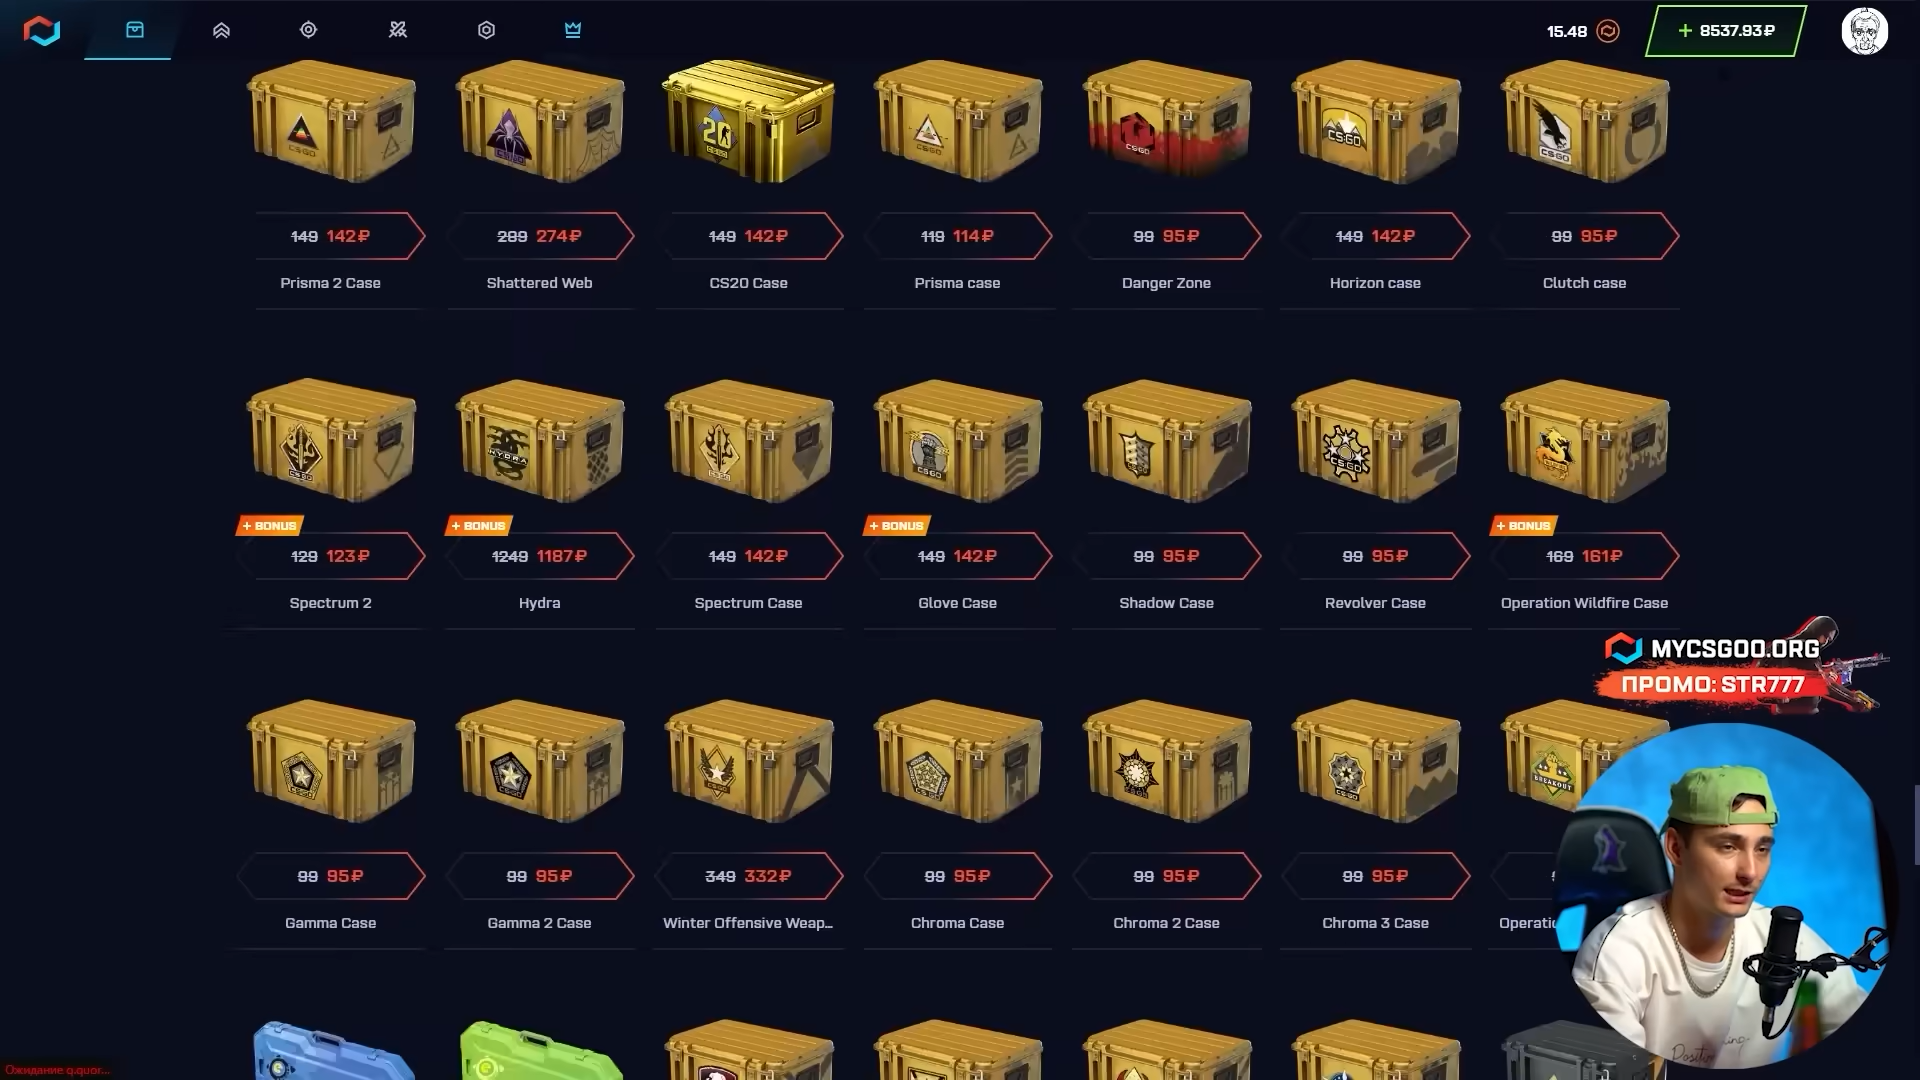 15.48
+ 8537.93₽
149 142₽
289 274₽
149 142₽
119 114₽
99 95₽
149 142₽
99 95₽
Prisma 2 Case
Shattered Web
CS20 Case
Prisma case
Danger Zone
Horizon case
Clutch case
+ BONUS
+ BONUS
+ BONUS
+ BONUS
129 123₽
1249 1187₽
149 142₽
149 142₽
99 95₽
99 95₽
169 161₽
Spectrum 2
Hydra
Spectrum Case
Glove Case
Shadow Case
Revolver Case
Operation Wildfire Case
MYCSGOO.ORG
ПРОМО: STR777
BREAKOUT
99 95₽
99 95₽
349 332₽
99 95₽
99 95₽
99 95₽
Gamma Case
Gamma 2 Case
Winter Offensive Weap...
Chroma Case
Chroma 2 Case
Chroma 3 Case
Operatio
Ожидание q.quor...